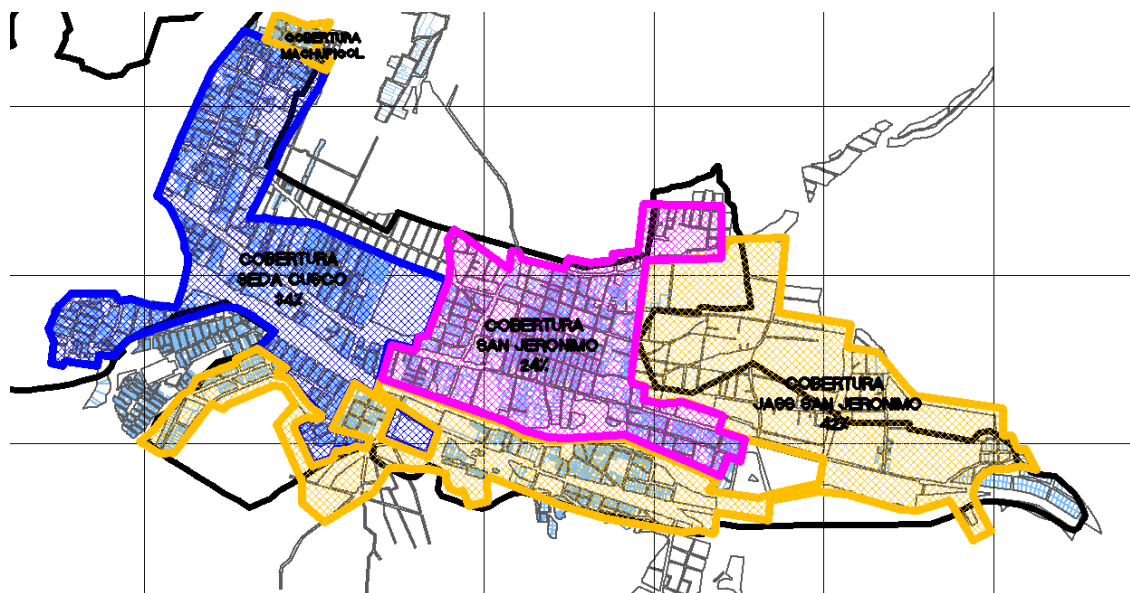 COBERTURA
MACHUPICOL
COBERTURA
SEDA CUSCO
34%
COBERTURA
SAN JERONIMO
24%
COBERTURA
JASS SAN JERONIMO
42%